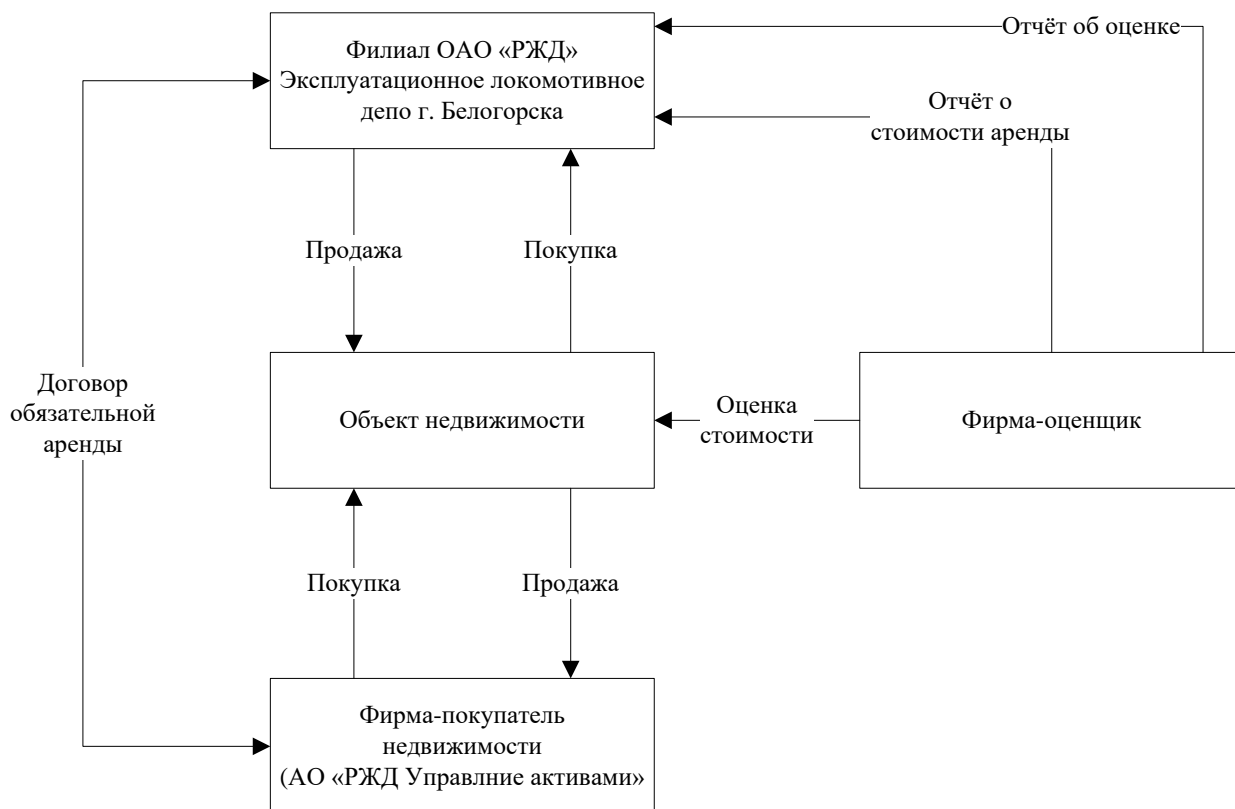 Отчёт об оценке
Филиал ОАО «РЖД»
Эксплуатационное локомотивное
депо г. Белогорска
Отчёт о
стоимости аренды
Продажа
Покупка
Договор
обязательной
аренды
Объект недвижимости
Оценка
стоимости
Фирма-оценщик
Покупка
Продажа
Фирма-покупатель
недвижимости
(АО «РЖД Управлние активами»